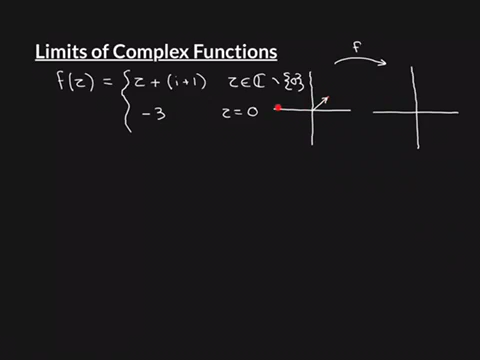 f
Limits of Complex Functions
f(z) = { z + (i+1) z ∈ ℂ \ {0}
-3 z = 0